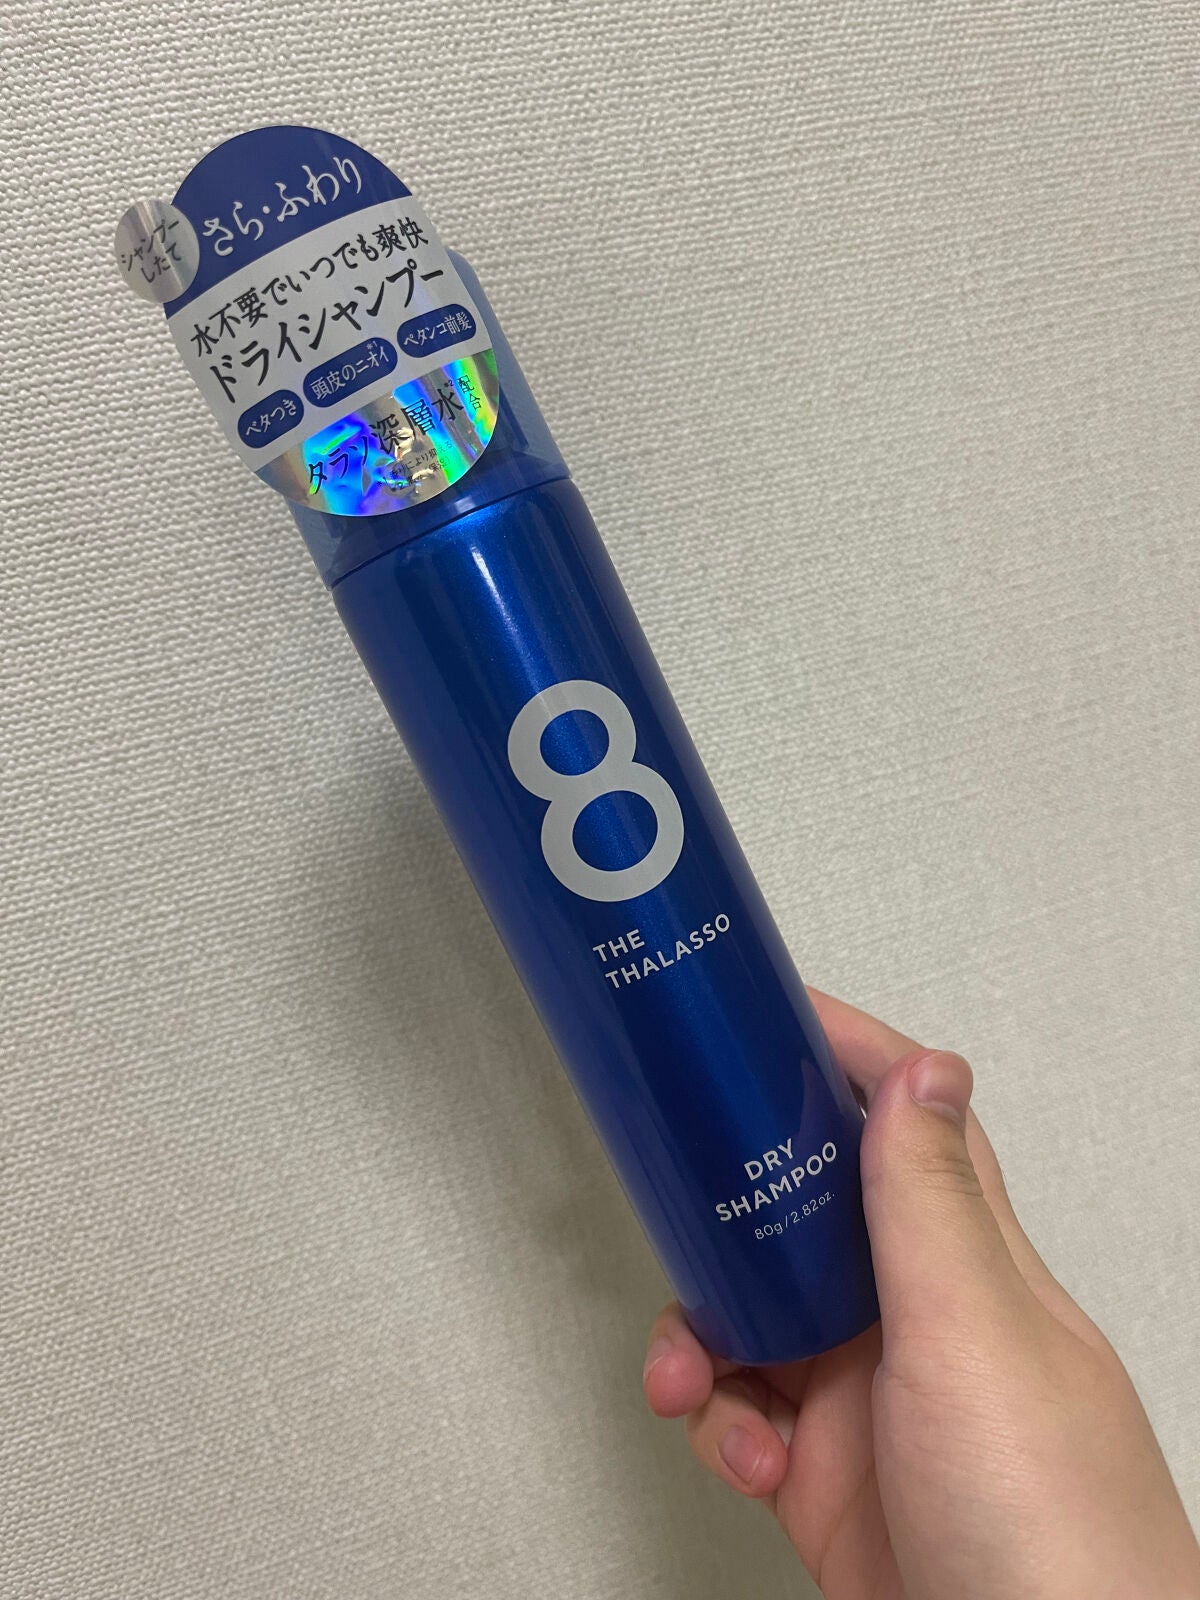 シャンプー
したて
さら・ふわり
水不要でいつでも爽快
ドライシャンプー
ベタつき
頭皮のニオイ※1
ペタンコ前髪
タラソ深層水※2配合
8
THE
THALASSO
DRY
SHAMPOO
80g/2.82oz.